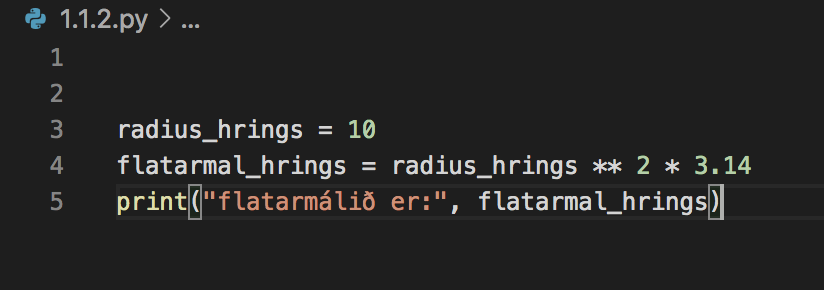 1.1.2.py > ...
1
2
3 radius_hrings = 10
4 flatarmal_hrings = radius_hrings ** 2 * 3.14
5 print("flatarmálið er:", flatarmal_hrings)